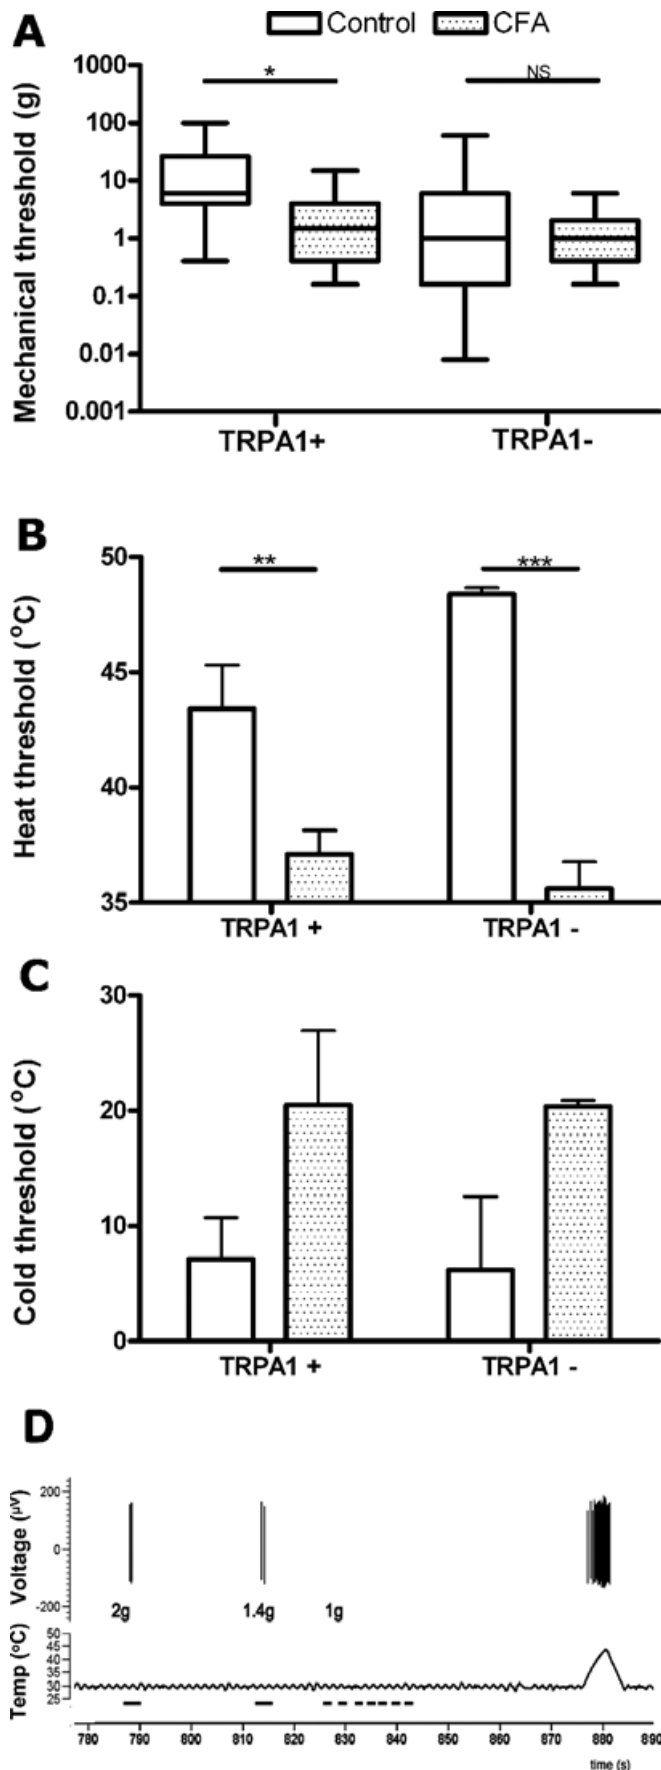 A
Control
CFA
Mechanical threshold (g)
1000
100
10
1
0.1
0.01
0.001
*
NS
TRPA1+
TRPA1-
B
Heat threshold (°C)
50
45
40
35
**
***
TRPA1 +
TRPA1 -
C
Cold threshold (°C)
30
20
10
0
TRPA1 +
TRPA1 -
D
Voltage (µV)
200
0
-200
2g
1.4g
1g
Temp (°C)
50
45
35
30
25
780 790 800 810 820 830 840 850 860 870 880 890
time (s)